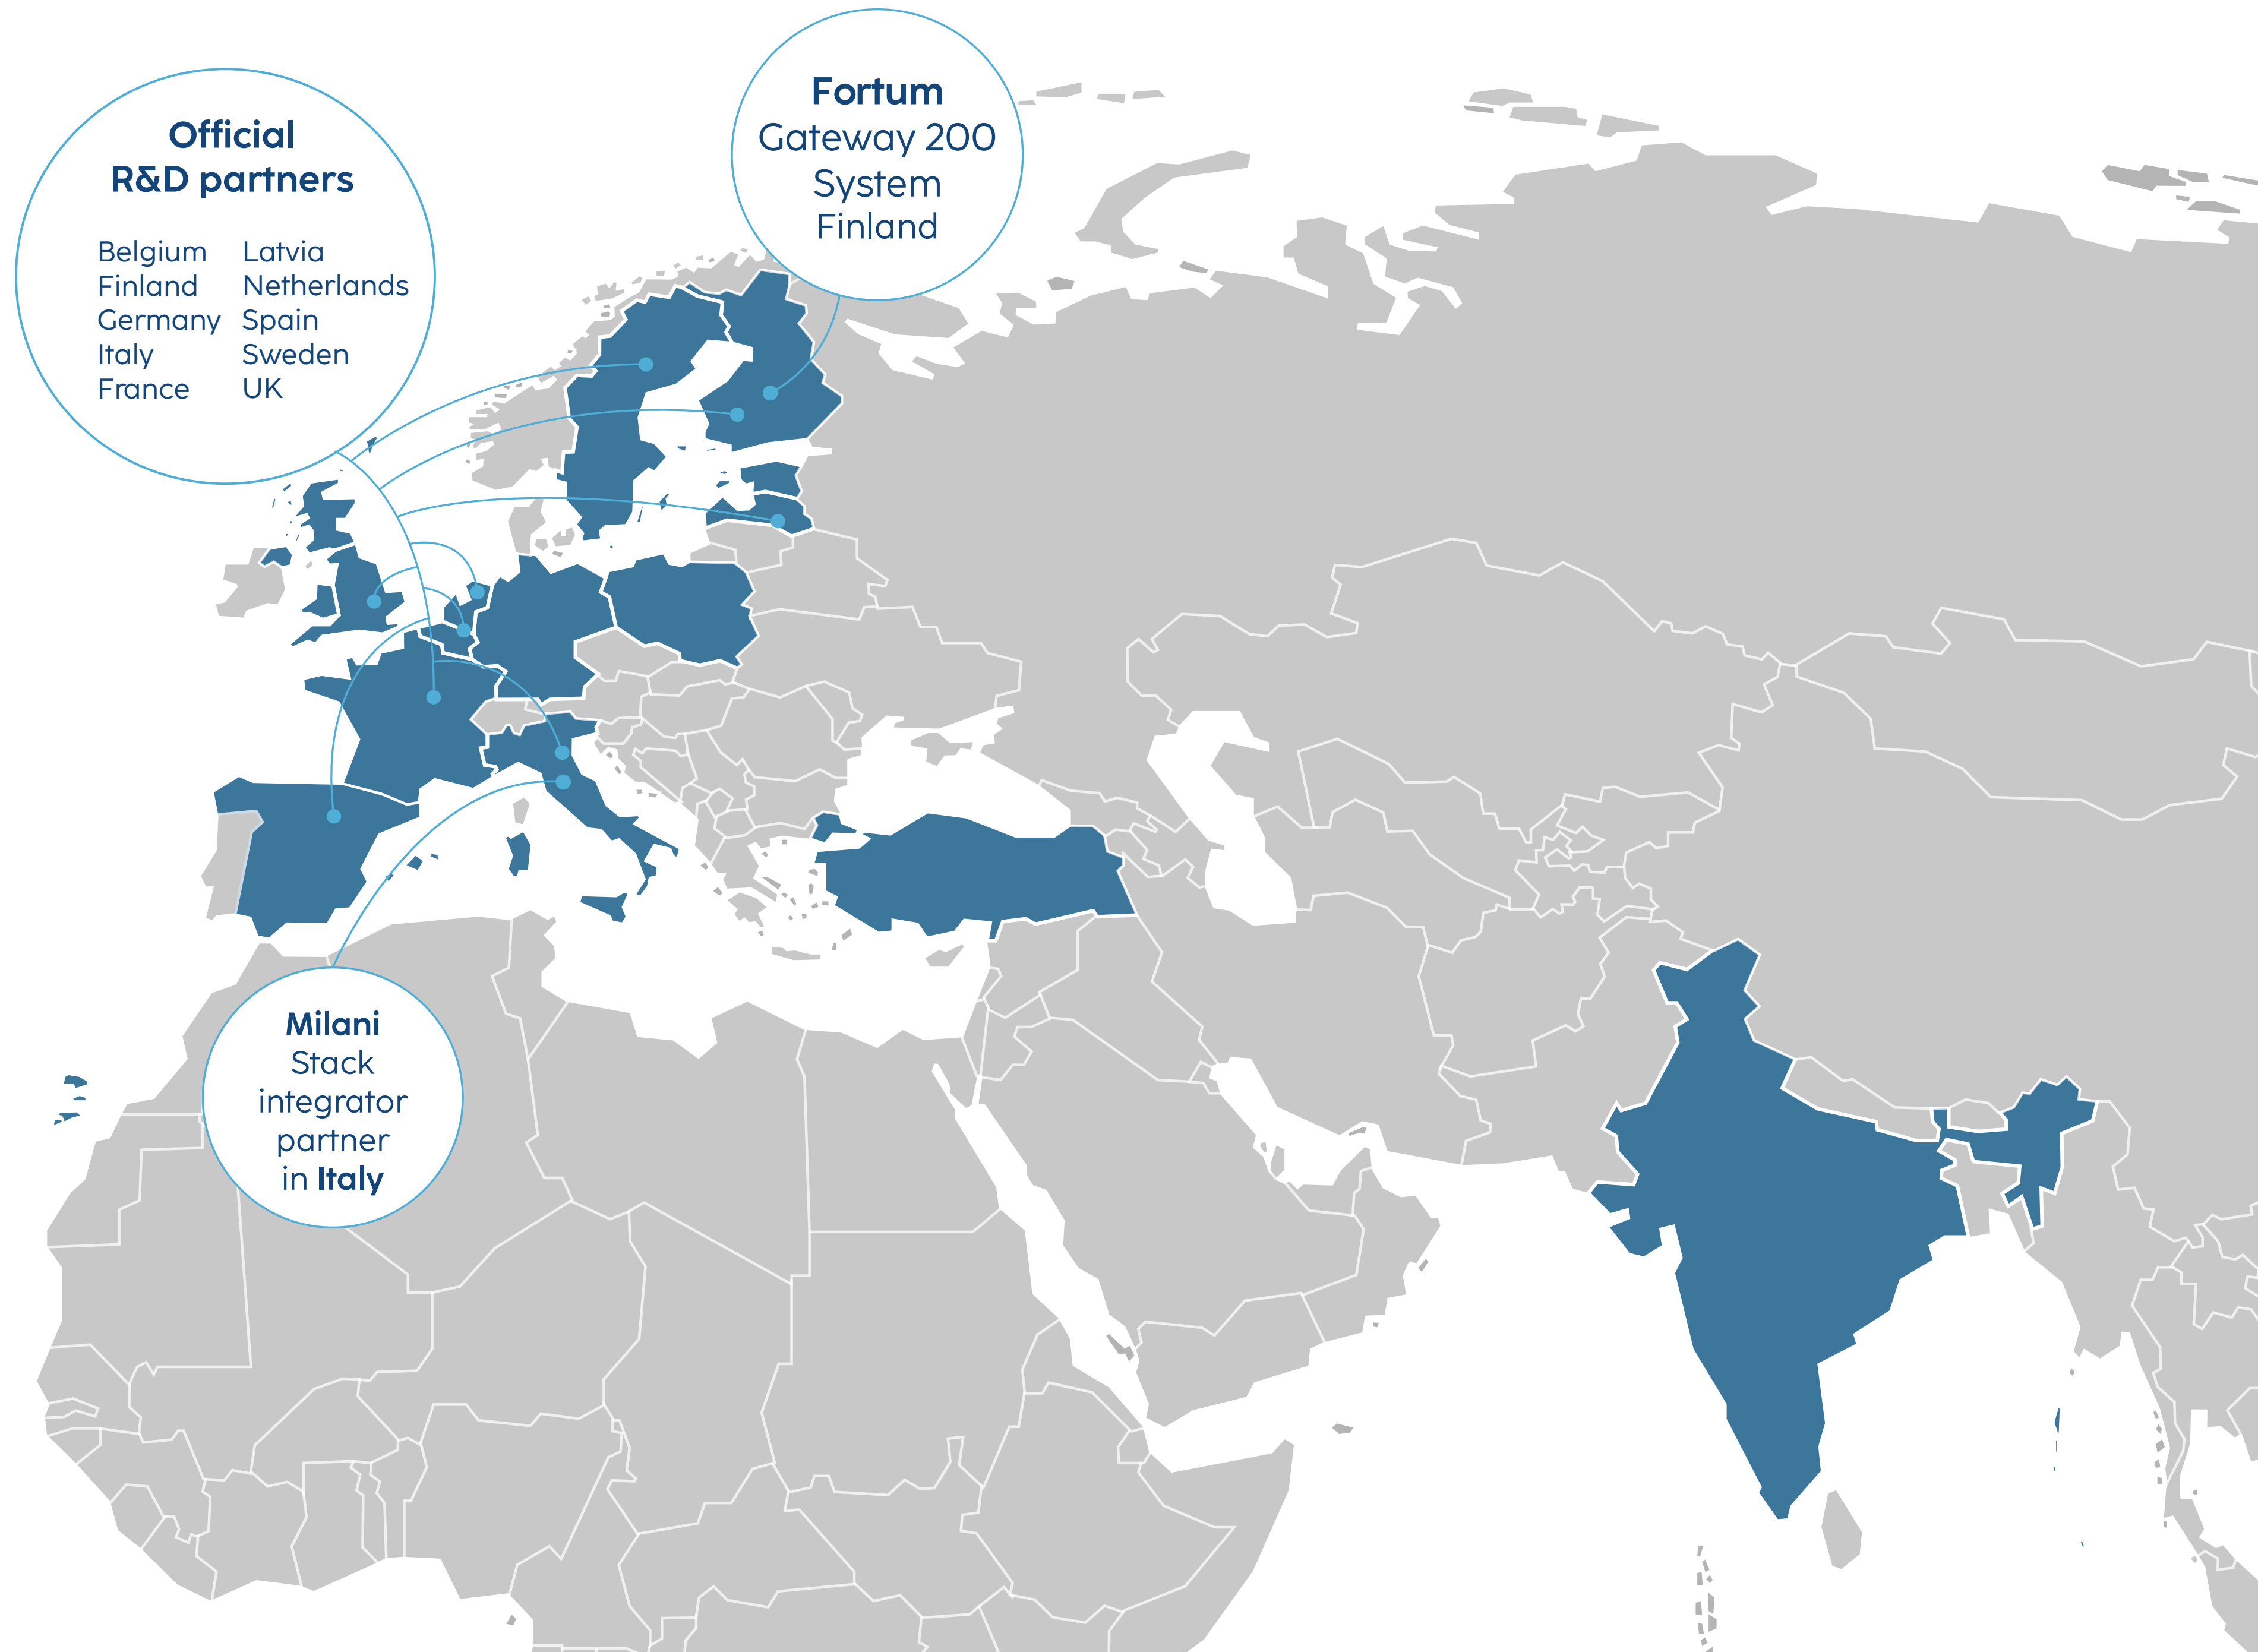 Official
R&D partners
Belgium
Finland
Germany
Italy
France
Latvia
Netherlands
Spain
Sweden
UK
Fortum
Gateway 200
System
Finland
Milani
Stack
integrator
partner
in Italy